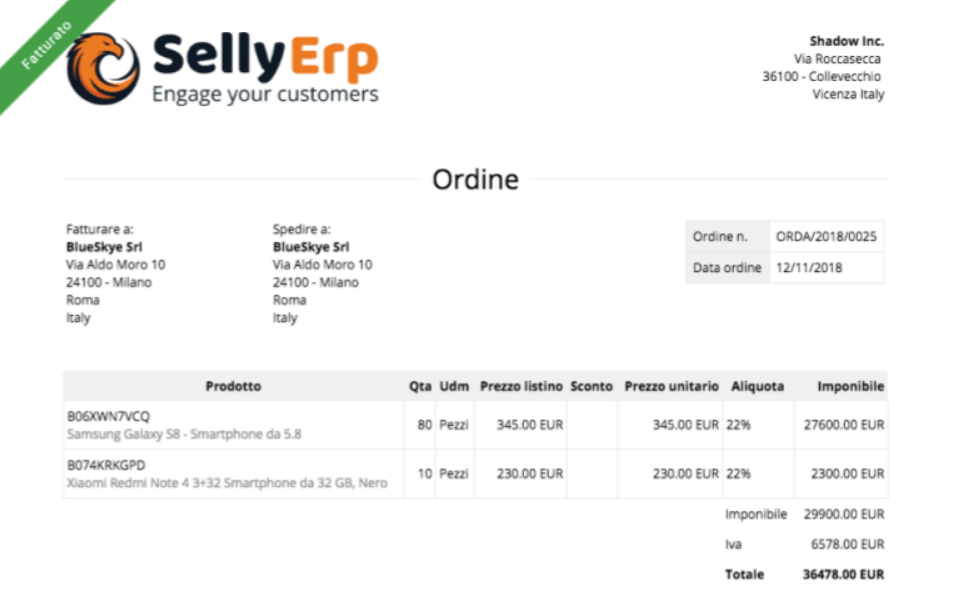 Fatturato
SellyErp
Engage your customers
Shadow Inc.
Via Roccasecca
36100 - Collevecchio
Vicenza Italy
Ordine
Fatturare a:
BlueSkye Srl
Via Aldo Moro 10
24100 - Milano
Roma
Italy
Spedire a:
BlueSkye Srl
Via Aldo Moro 10
24100 - Milano
Roma
Italy
Ordine n. ORDA/2018/0025
Data ordine 12/11/2018
Prodotto Qta Udm Prezzo listino Sconto Prezzo unitario Aliquota Imponibile
B06XWN7VCQ
Samsung Galaxy S8 - Smartphone da 5.8
80 Pezzi 345.00 EUR 345.00 EUR 22% 27600.00 EUR
B074KRKGPD
Xiaomi Redmi Note 4 3+32 Smartphone da 32 GB, Nero
10 Pezzi 230.00 EUR 230.00 EUR 22% 2300.00 EUR
Imponibile 29900.00 EUR
Iva 6578.00 EUR
Totale 36478.00 EUR